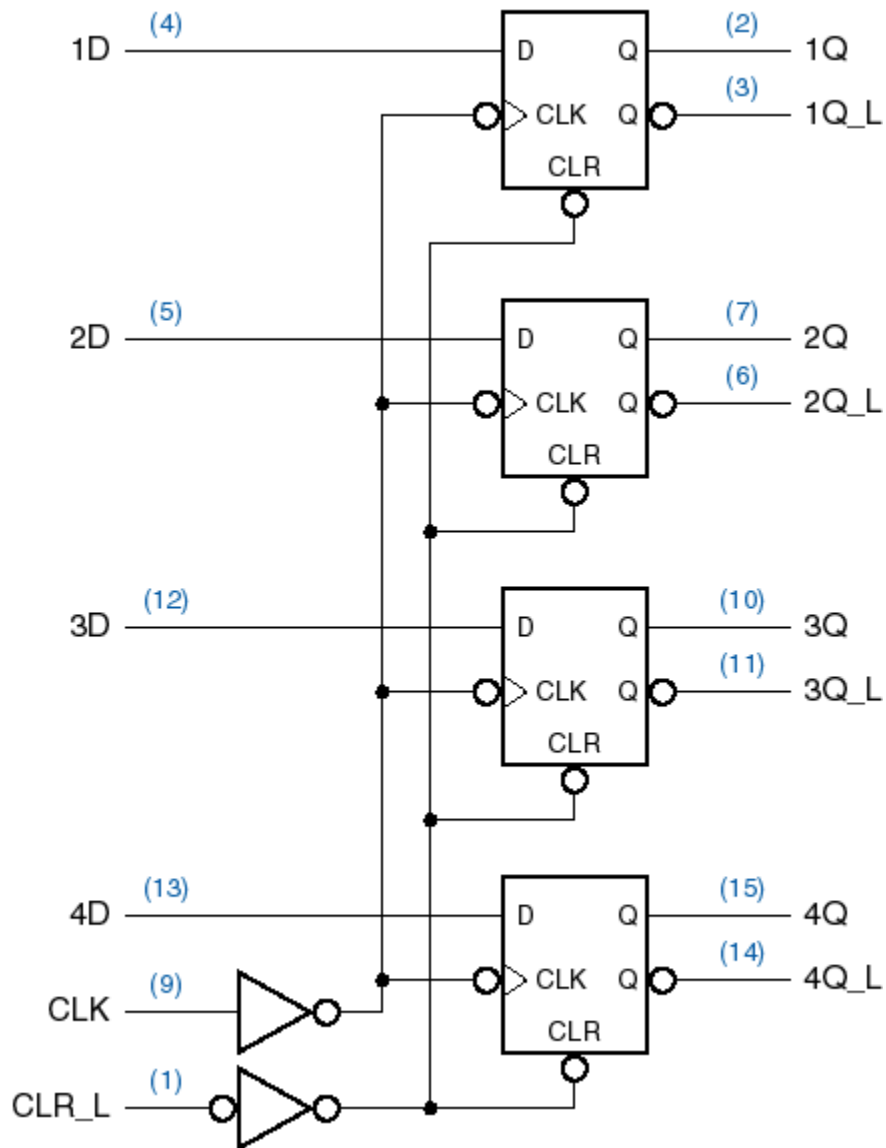 1D (4) D Q (2) 1Q
CLK Q (3) 1Q_L
CLR
2D (5) D Q (7) 2Q
CLK Q (6) 2Q_L
CLR
3D (12) D Q (10) 3Q
CLK Q (11) 3Q_L
CLR
4D (13) D Q (15) 4Q
CLK Q (14) 4Q_L
CLK (9)
CLR
CLR_L (1)